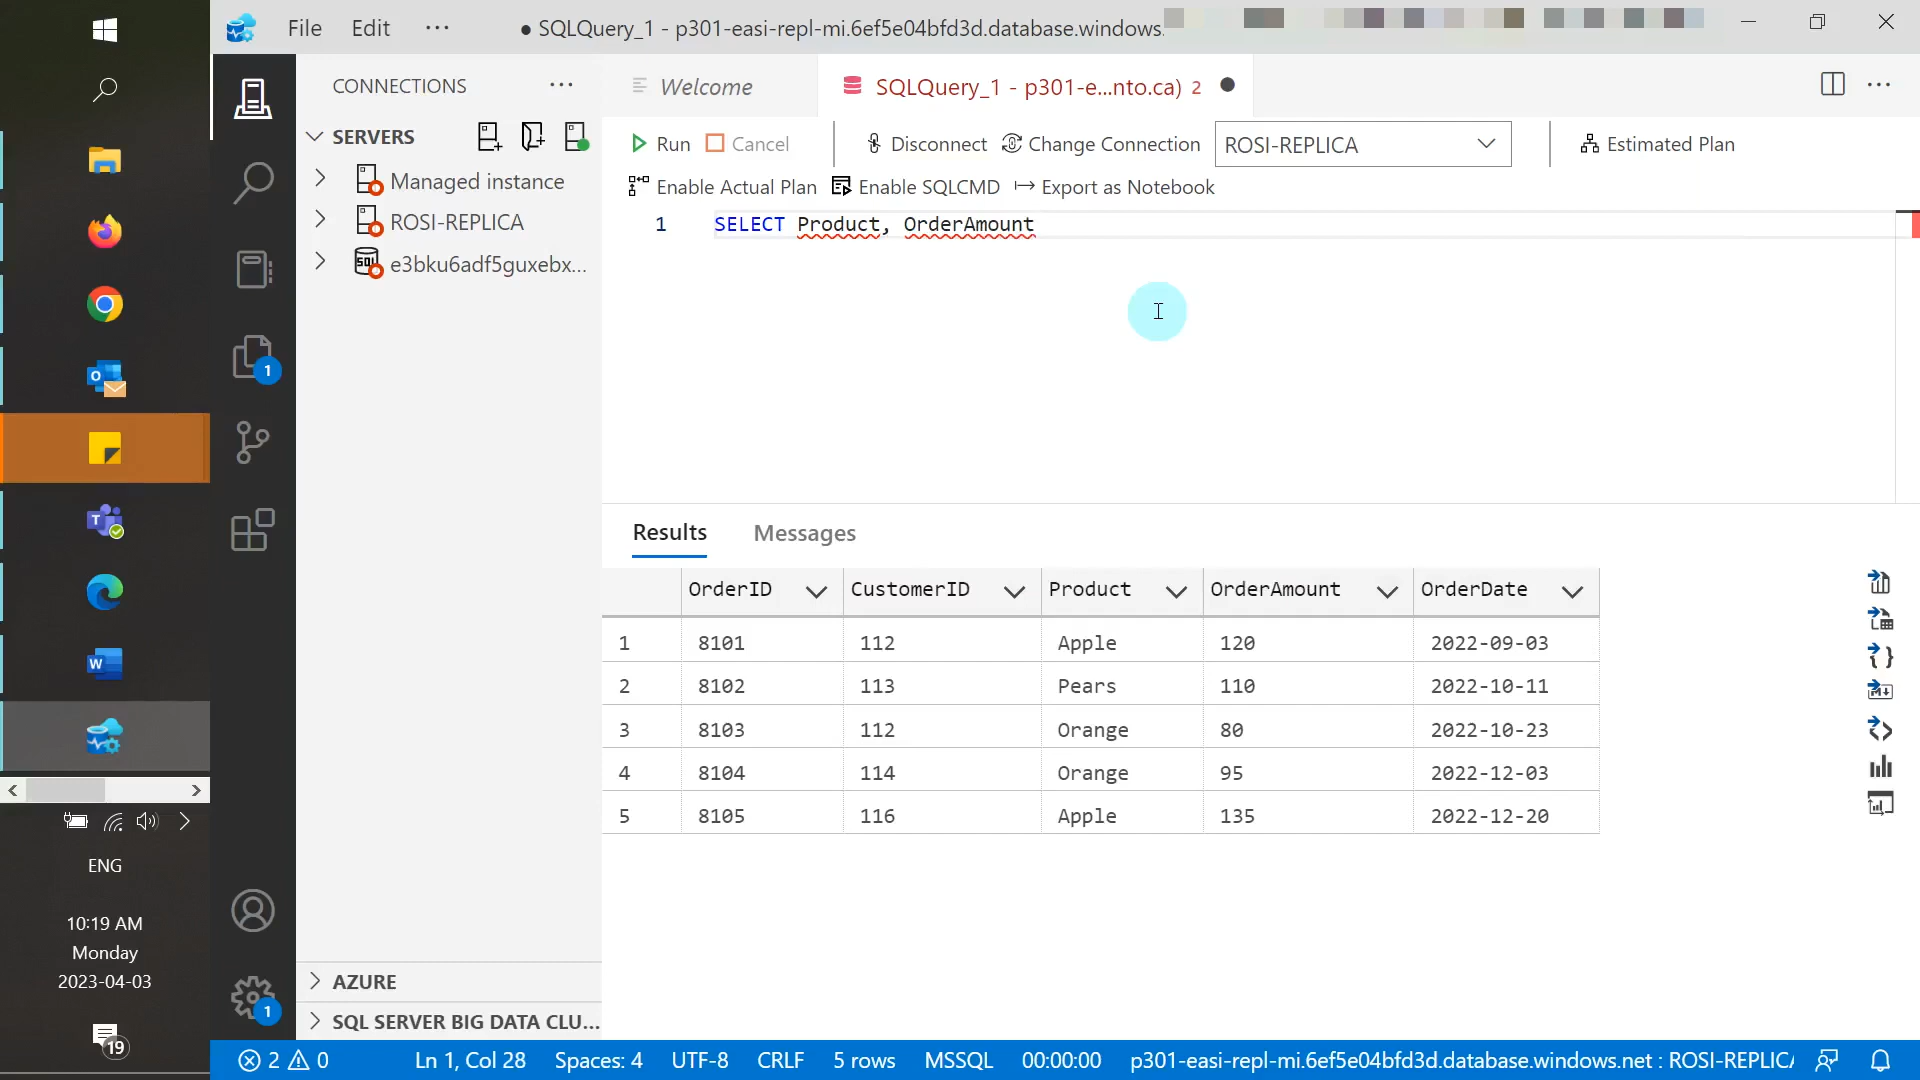 File Edit ··· ● SQLQuery_1 - p301-easi-repl-mi.6ef5e04bfd3d.database.windows.
CONNECTIONS ···
SERVERS
Managed instance
ROSI-REPLICA
e3bku6adf5guxebx...
AZURE
SQL SERVER BIG DATA CLU...
Welcome SQLQuery_1 - p301-e...nto.ca) 2 ●
Run Cancel Disconnect Change Connection ROSI-REPLICA Estimated Plan
Enable Actual Plan Enable SQLCMD Export as Notebook
1 SELECT Product, OrderAmount
Results Messages
OrderID CustomerID Product OrderAmount OrderDate
1 8101 112 Apple 120 2022-09-03
2 8102 113 Pears 110 2022-10-11
3 8103 112 Orange 80 2022-10-23
4 8104 114 Orange 95 2022-12-03
5 8105 116 Apple 135 2022-12-20
1
1
ENG
10:19 AM
Monday
2023-04-03
19
2 0 Ln 1, Col 28 Spaces: 4 UTF-8 CRLF 5 rows MSSQL 00:00:00 p301-easi-repl-mi.6ef5e04bfd3d.database.windows.net : ROSI-REPLICA